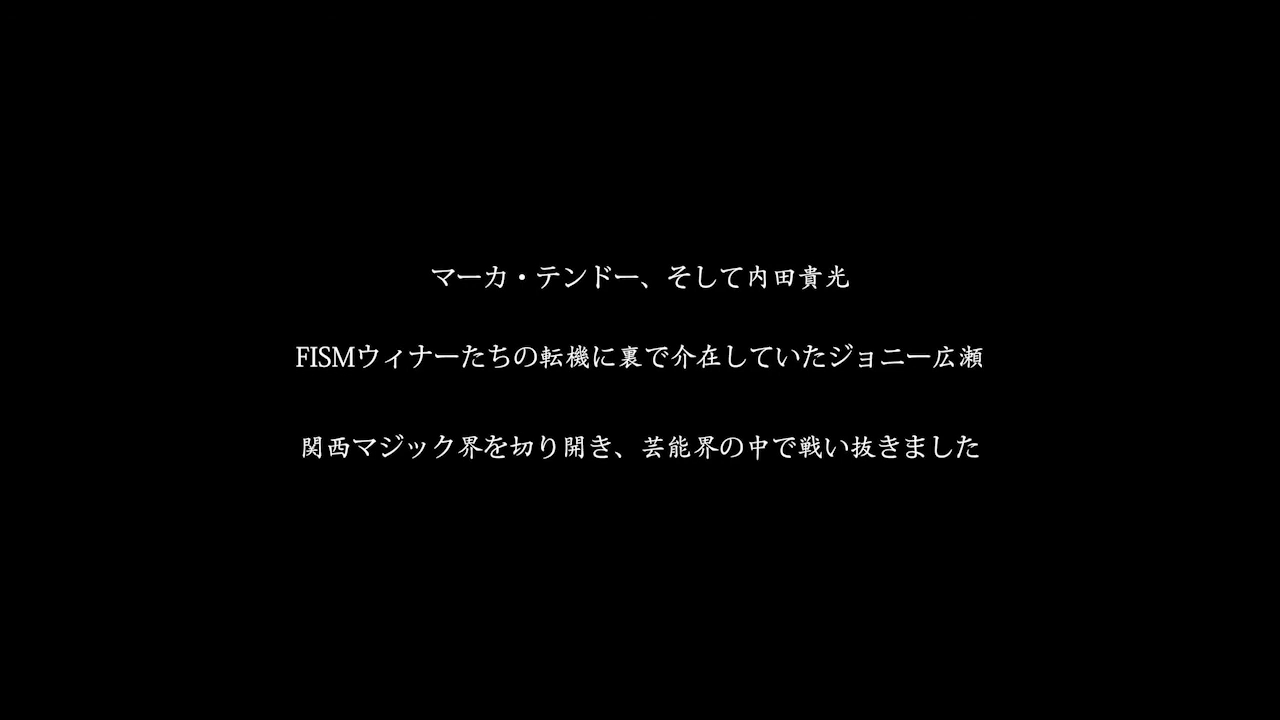 マーカ・テンドー、そして内田貴光
FISMウィナーたちの転機に裏で介在していたジョニー広瀬
関西マジック界を切り開き、芸能界の中で戦い抜きました